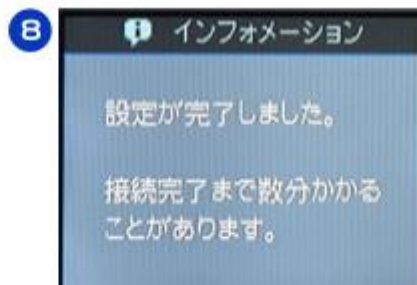 8
インフォメーション
設定が完了しました。
接続完了まで数分かかる
ことがあります。